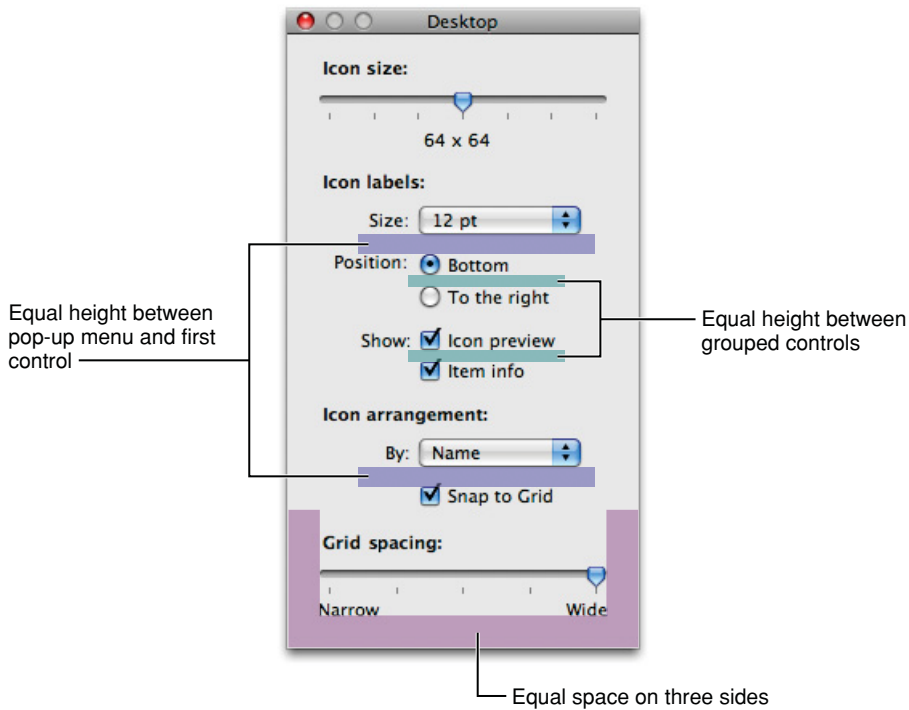 Desktop
Icon size:
64 x 64
Icon labels:
Size: 12 pt
Position: Bottom
To the right
Show: Icon preview
Item info
Icon arrangement:
By: Name
Snap to Grid
Grid spacing:
Narrow Wide
Equal height between
pop-up menu and first
control
Equal height between
grouped controls
Equal space on three sides